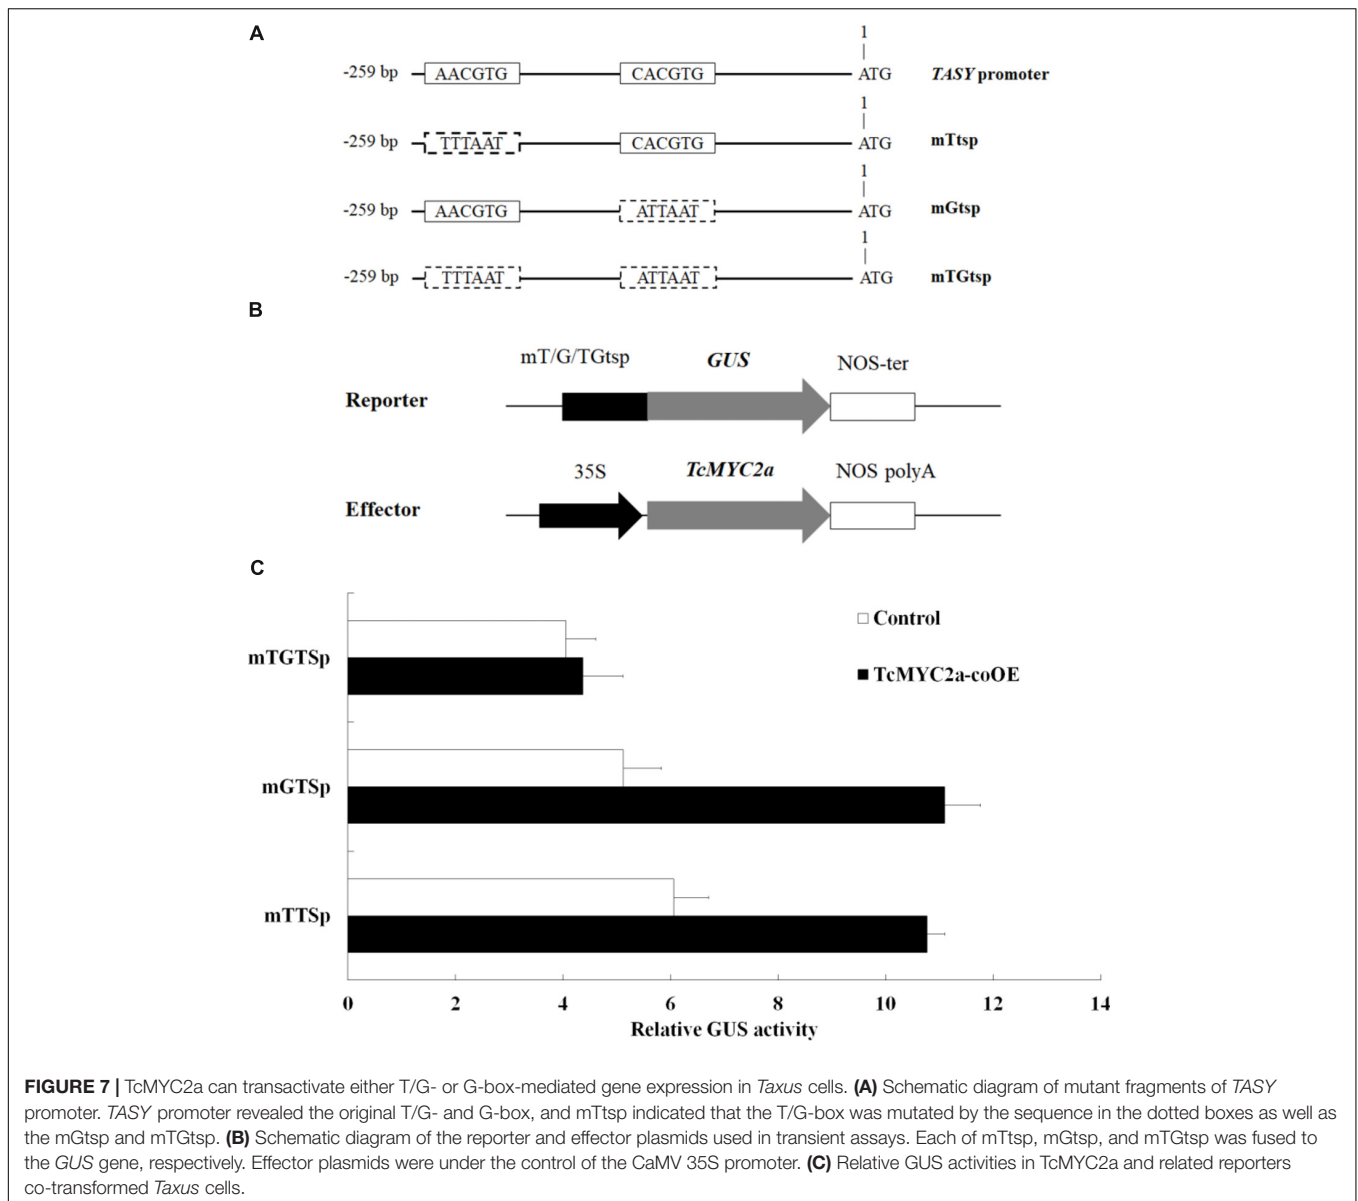 A
1
-259 bp AACGTG CACGTG ATG TASY promoter
1
-259 bp TTTAAT CACGTG ATG mTtsp
1
-259 bp AACGTG ATTAAT ATG mGtsp
1
-259 bp TTTAAT ATTAAT ATG mTGtsp
B
mT/G/TGtsp GUS NOS-ter
Reporter
35S TcMYC2a NOS polyA
Effector
C
Control
TcMYC2a-coOE
mTGTSp
mGTSp
mTTSp
0 2 4 6 8 10 12 14
Relative GUS activity
FIGURE 7 | TcMYC2a can transactivate either T/G- or G-box-mediated gene expression in Taxus cells. (A) Schematic diagram of mutant fragments of TASY
promoter. TASY promoter revealed the original T/G- and G-box, and mTtsp indicated that the T/G-box was mutated by the sequence in the dotted boxes as well as
the mGtsp and mTGtsp. (B) Schematic diagram of the reporter and effector plasmids used in transient assays. Each of mTtsp, mGtsp, and mTGtsp was fused to
the GUS gene, respectively. Effector plasmids were under the control of the CaMV 35S promoter. (C) Relative GUS activities in TcMYC2a and related reporters
co-transformed Taxus cells.